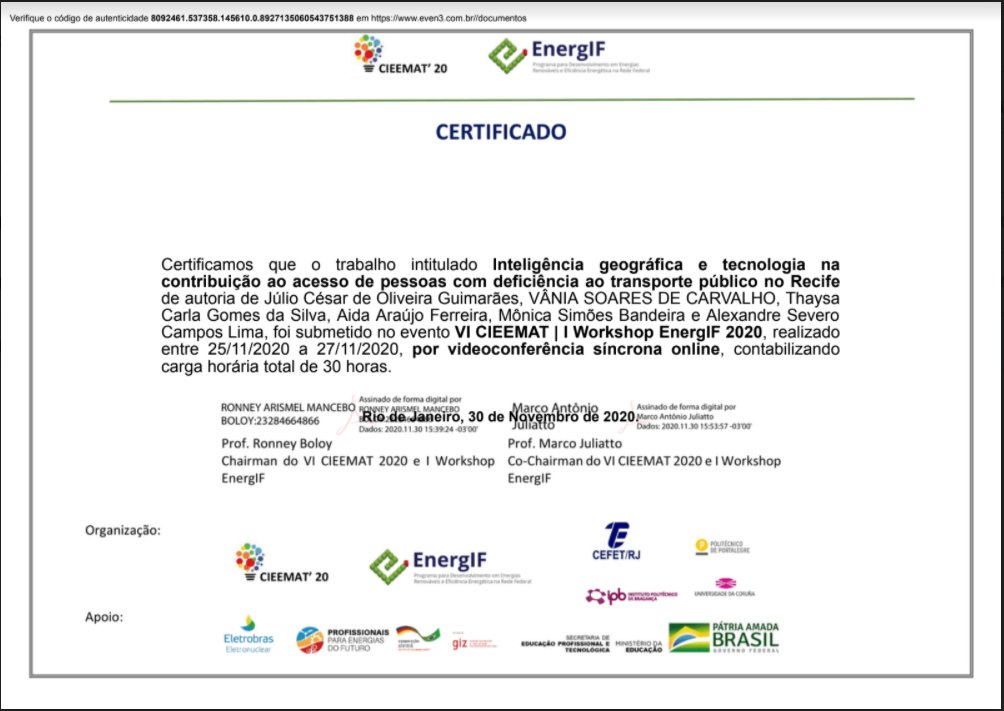 Verifique o código de autenticidade 8092461.537358.145610.0.8927135060543751388 em https://www.even3.com.br//documentos
CIEEMAT' 20
EnergIF
Programa para Desenvolvimento em Energias
Renováveis e Eficiência Energética na Rede Federal
CERTIFICADO
Certificamos que o trabalho intitulado Inteligência geográfica e tecnologia na
contribuição ao acesso de pessoas com deficiência ao transporte público no Recife
de autoria de Júlio César de Oliveira Guimarães, VÂNIA SOARES DE CARVALHO, Thaysa
Carla Gomes da Silva, Aida Araújo Ferreira, Mônica Simões Bandeira e Alexandre Severo
Campos Lima, foi submetido no evento VI CIEEMAT | I Workshop EnergIF 2020, realizado
entre 25/11/2020 a 27/11/2020, por videoconferência síncrona online, contabilizando
carga horária total de 30 horas.
RONNEY ARISMEL MANCEBO
BOLOY:23284664866
Assinado de forma digital por
RONNEY ARISMEL MANCEBO
Dados: 2020.11.30 15:39:24 -03'00'
Rio de Janeiro, 30 de Novembro de 2020.
Marco Antônio
Juliatto
Assinado de forma digital por
Marco Antônio Juliatto
Dados: 2020.11.30 15:53:57 -03'00'
Prof. Ronney Boloy
Chairman do VI CIEEMAT 2020 e I Workshop
EnergIF
Prof. Marco Juliatto
Co-Chairman do VI CIEEMAT 2020 e I Workshop
EnergIF
Organização:
CIEEMAT' 20
EnergIF
Programa para Desenvolvimento em Energias
Renováveis e Eficiência Energética na Rede Federal
CEFET/RJ
POLITÉCNICO
DE PORTALEGRE
ipb INSTITUTO POLITÉCNICO
DE BRAGANÇA
UNIVERSIDADE DA CORUÑA
Apoio:
Eletrobras
Eletronuclear
PROFISSIONAIS
PARA ENERGIAS
DO FUTURO
giz
SECRETARIA DE
EDUCAÇÃO PROFISSIONAL E
TECNOLÓGICA
MINISTÉRIO DA
EDUCAÇÃO
PÁTRIA AMADA
BRASIL
GOVERNO FEDERAL